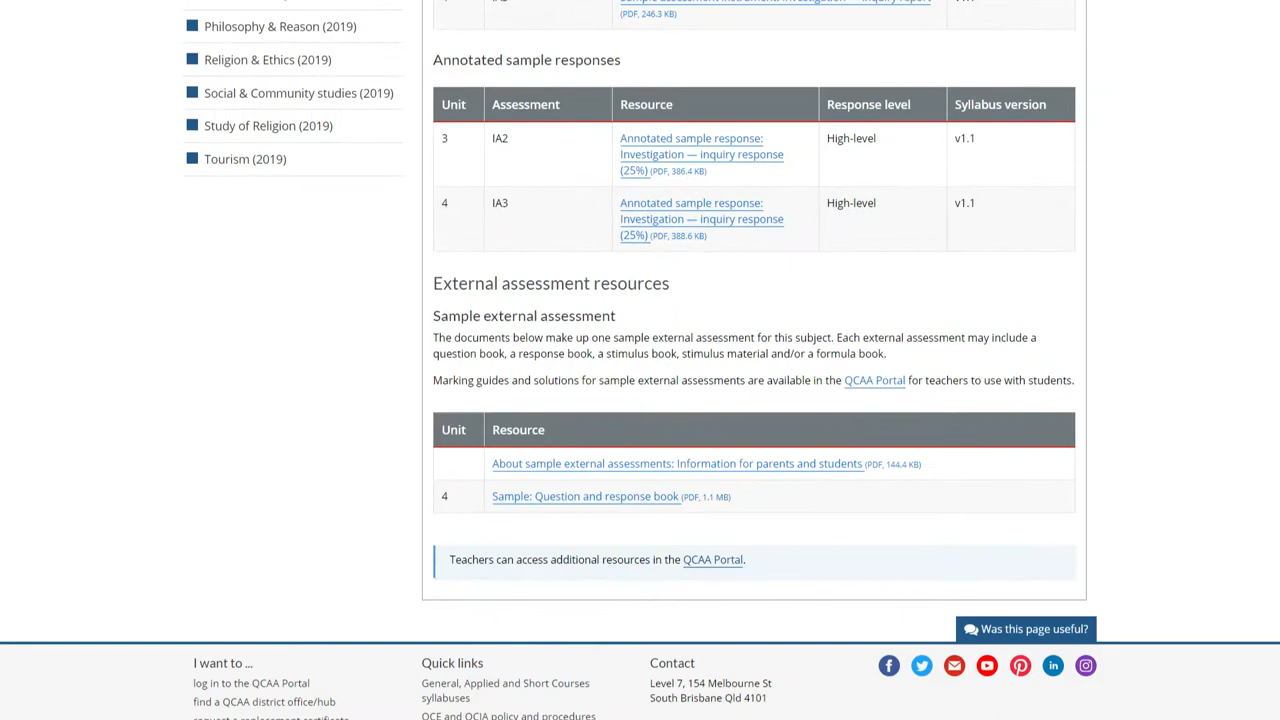 Philosophy & Reason (2019)
Religion & Ethics (2019)
Social & Community studies (2019)
Study of Religion (2019)
Tourism (2019)
(PDF, 246.3 KB)
Annotated sample responses
Unit Assessment Resource Response level Syllabus version
3 IA2 Annotated sample response: High-level v1.1
Investigation — inquiry response
(25%) (PDF, 386.4 KB)
4 IA3 Annotated sample response: High-level v1.1
Investigation — inquiry response
(25%) (PDF, 388.6 KB)
External assessment resources
Sample external assessment
The documents below make up one sample external assessment for this subject. Each external assessment may include a
question book, a response book, a stimulus book, stimulus material and/or a formula book.
Marking guides and solutions for sample external assessments are available in the QCAA Portal for teachers to use with students.
Unit Resource
About sample external assessments: Information for parents and students (PDF, 144.4 KB)
4 Sample: Question and response book (PDF, 1.1 MB)
Teachers can access additional resources in the QCAA Portal.
Was this page useful?
I want to ...
log in to the QCAA Portal
find a QCAA district office/hub
request a replacement certificate
Quick links
General, Applied and Short Courses
syllabuses
QCE and QCIA policy and procedures
Contact
Level 7, 154 Melbourne St
South Brisbane Qld 4101